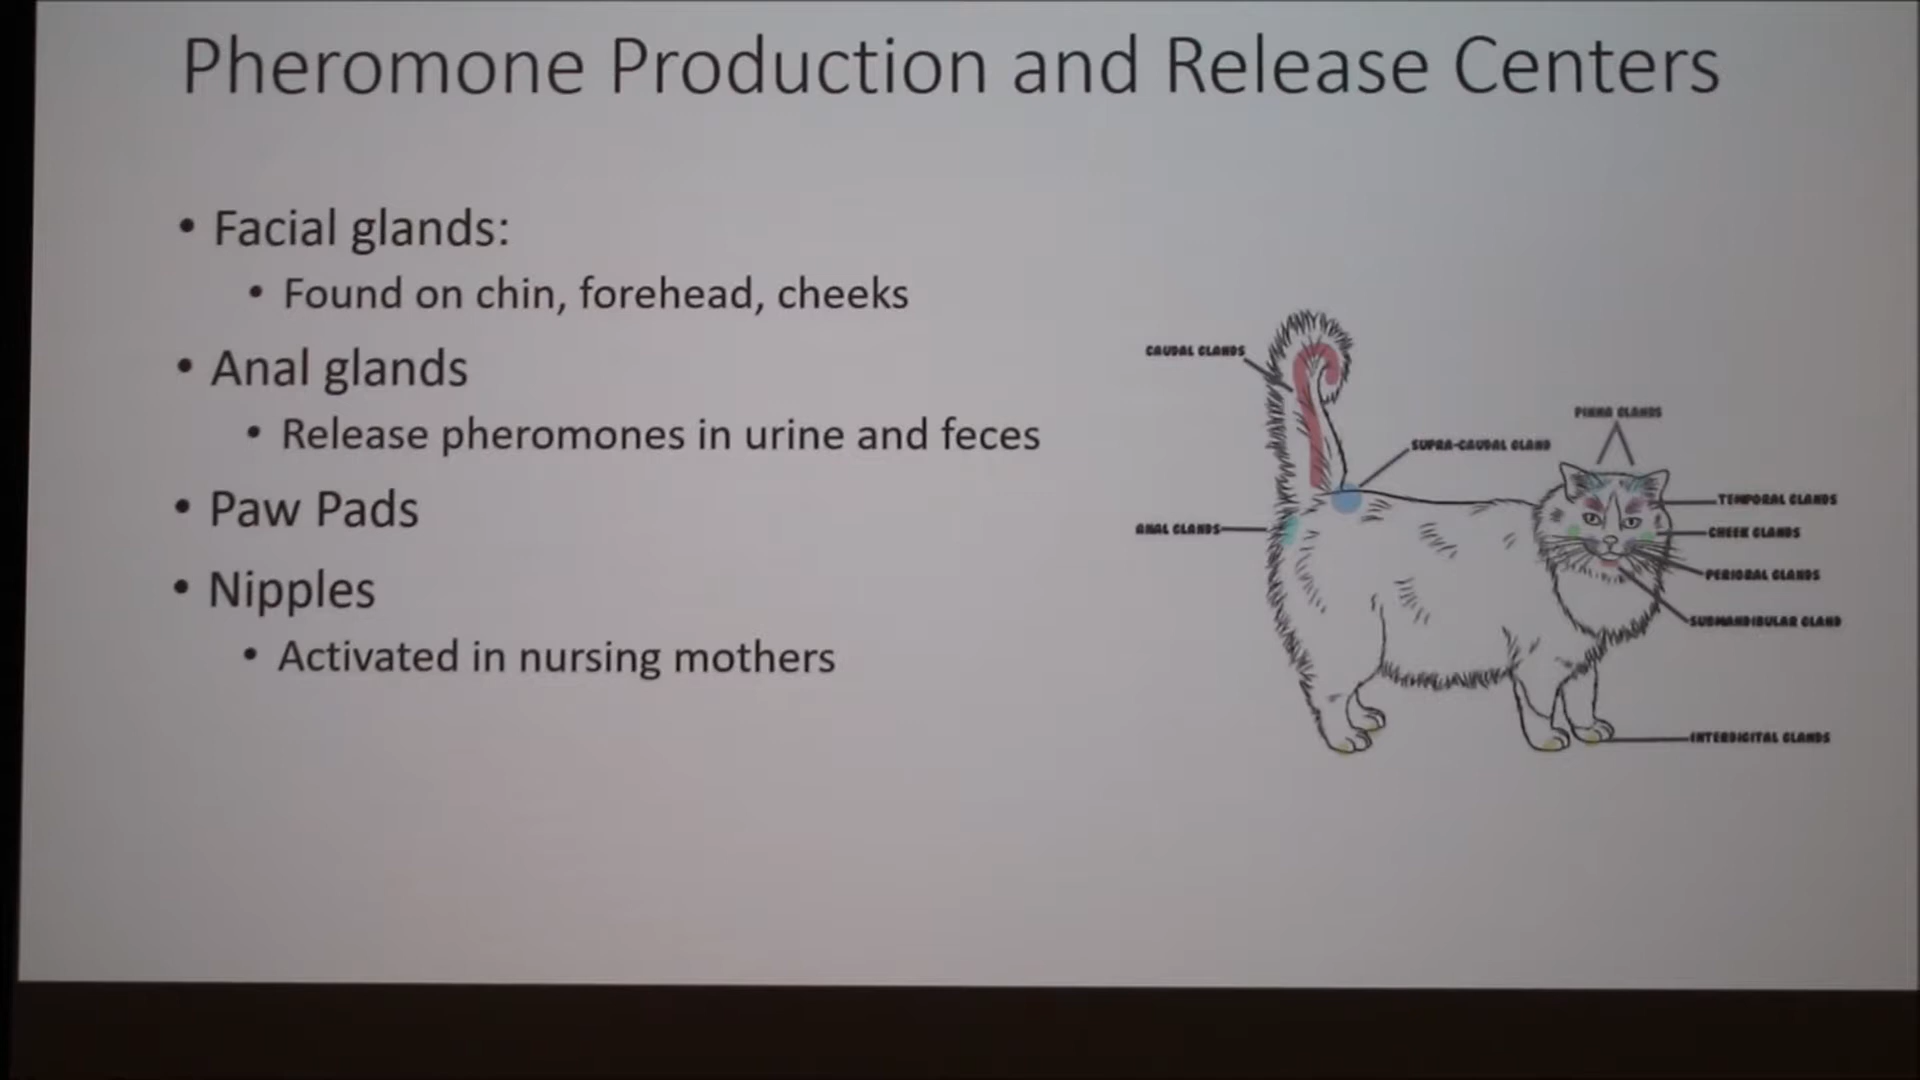 Pheromone Production and Release Centers
• Facial glands:
• Found on chin, forehead, cheeks
• Anal glands
• Release pheromones in urine and feces
• Paw Pads
• Nipples
• Activated in nursing mothers
CAUDAL GLANDS
SUPRA-CAUDAL GLAND
PINNA GLANDS
TEMPORAL GLANDS
ANAL GLANDS
CHEEK GLANDS
PERIORAL GLANDS
SUBMANDIBULAR GLAND
INTERDIGITAL GLANDS